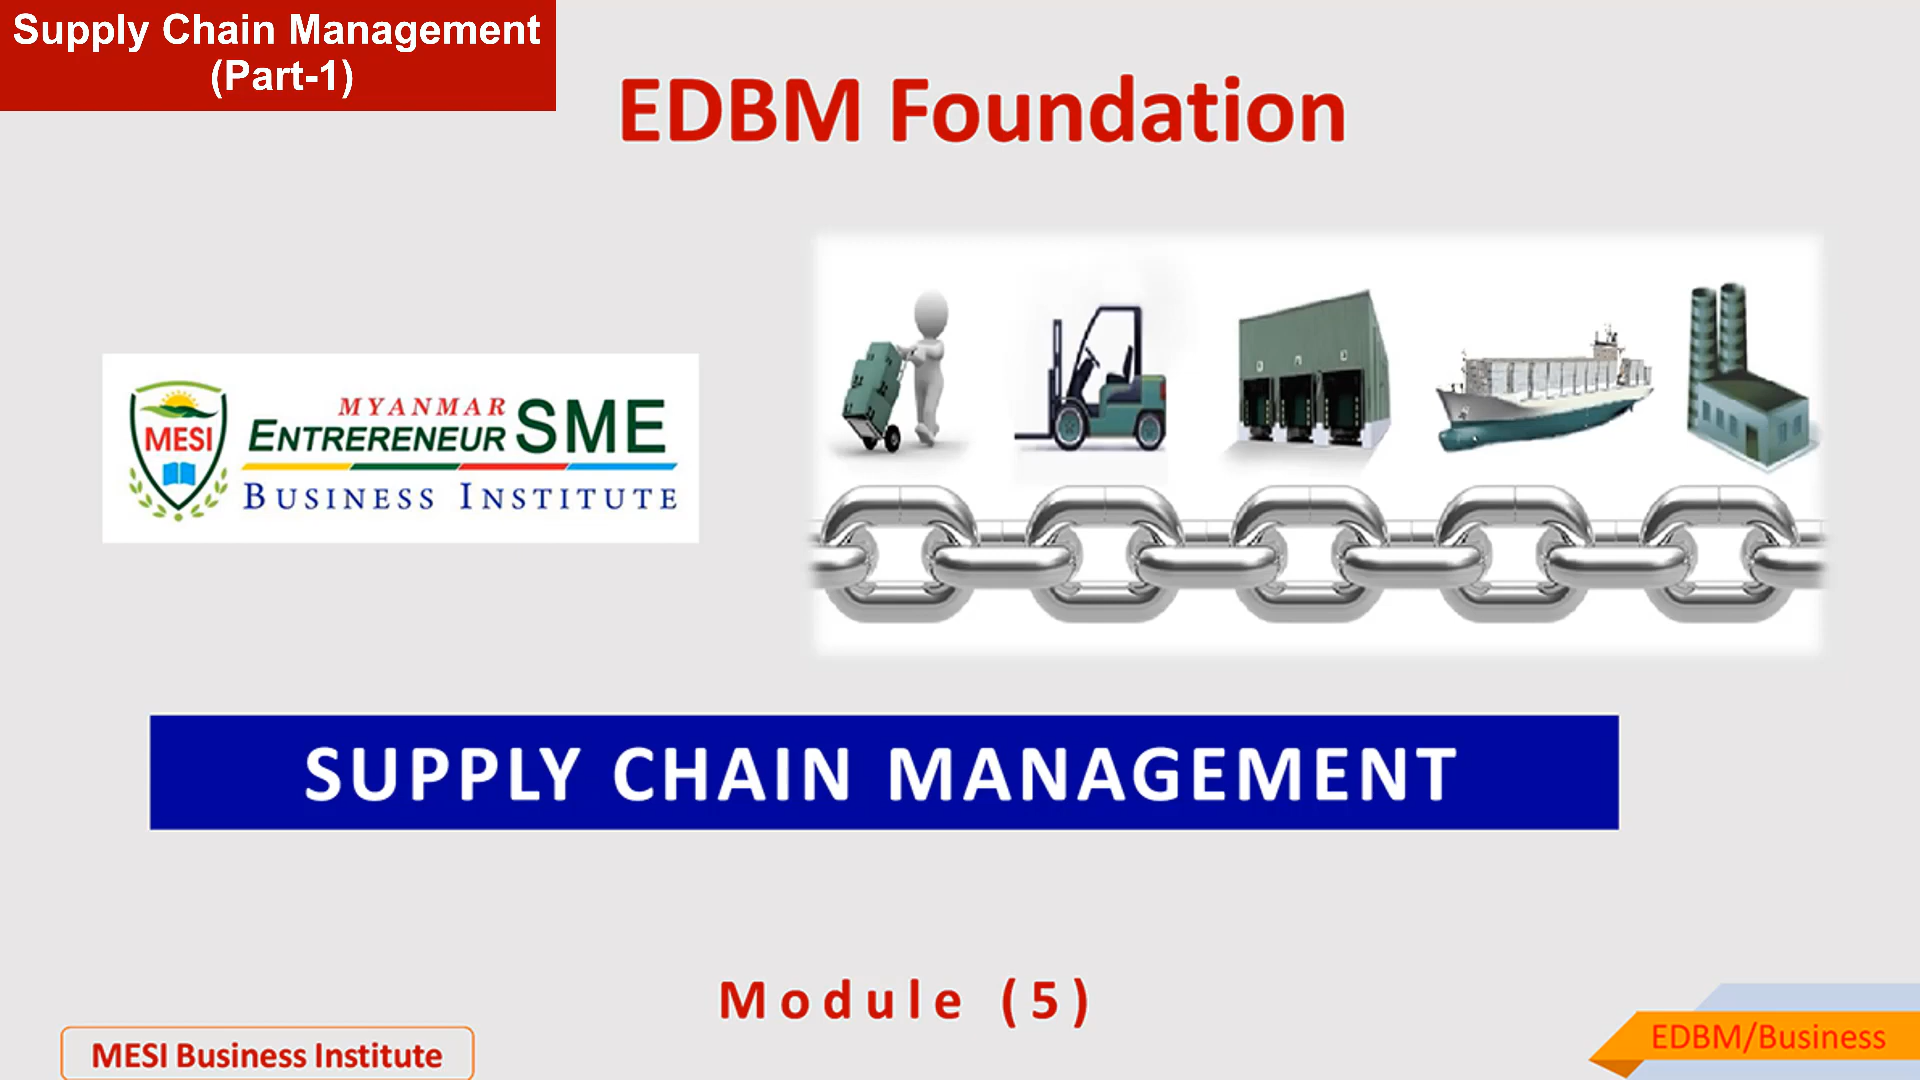 Supply Chain Management
(Part-1)
EDBM Foundation
MESI
MYANMAR
ENTRERENEUR SME
BUSINESS INSTITUTE
SUPPLY CHAIN MANAGEMENT
Module (5)
MESI Business Institute
EDBM/Business